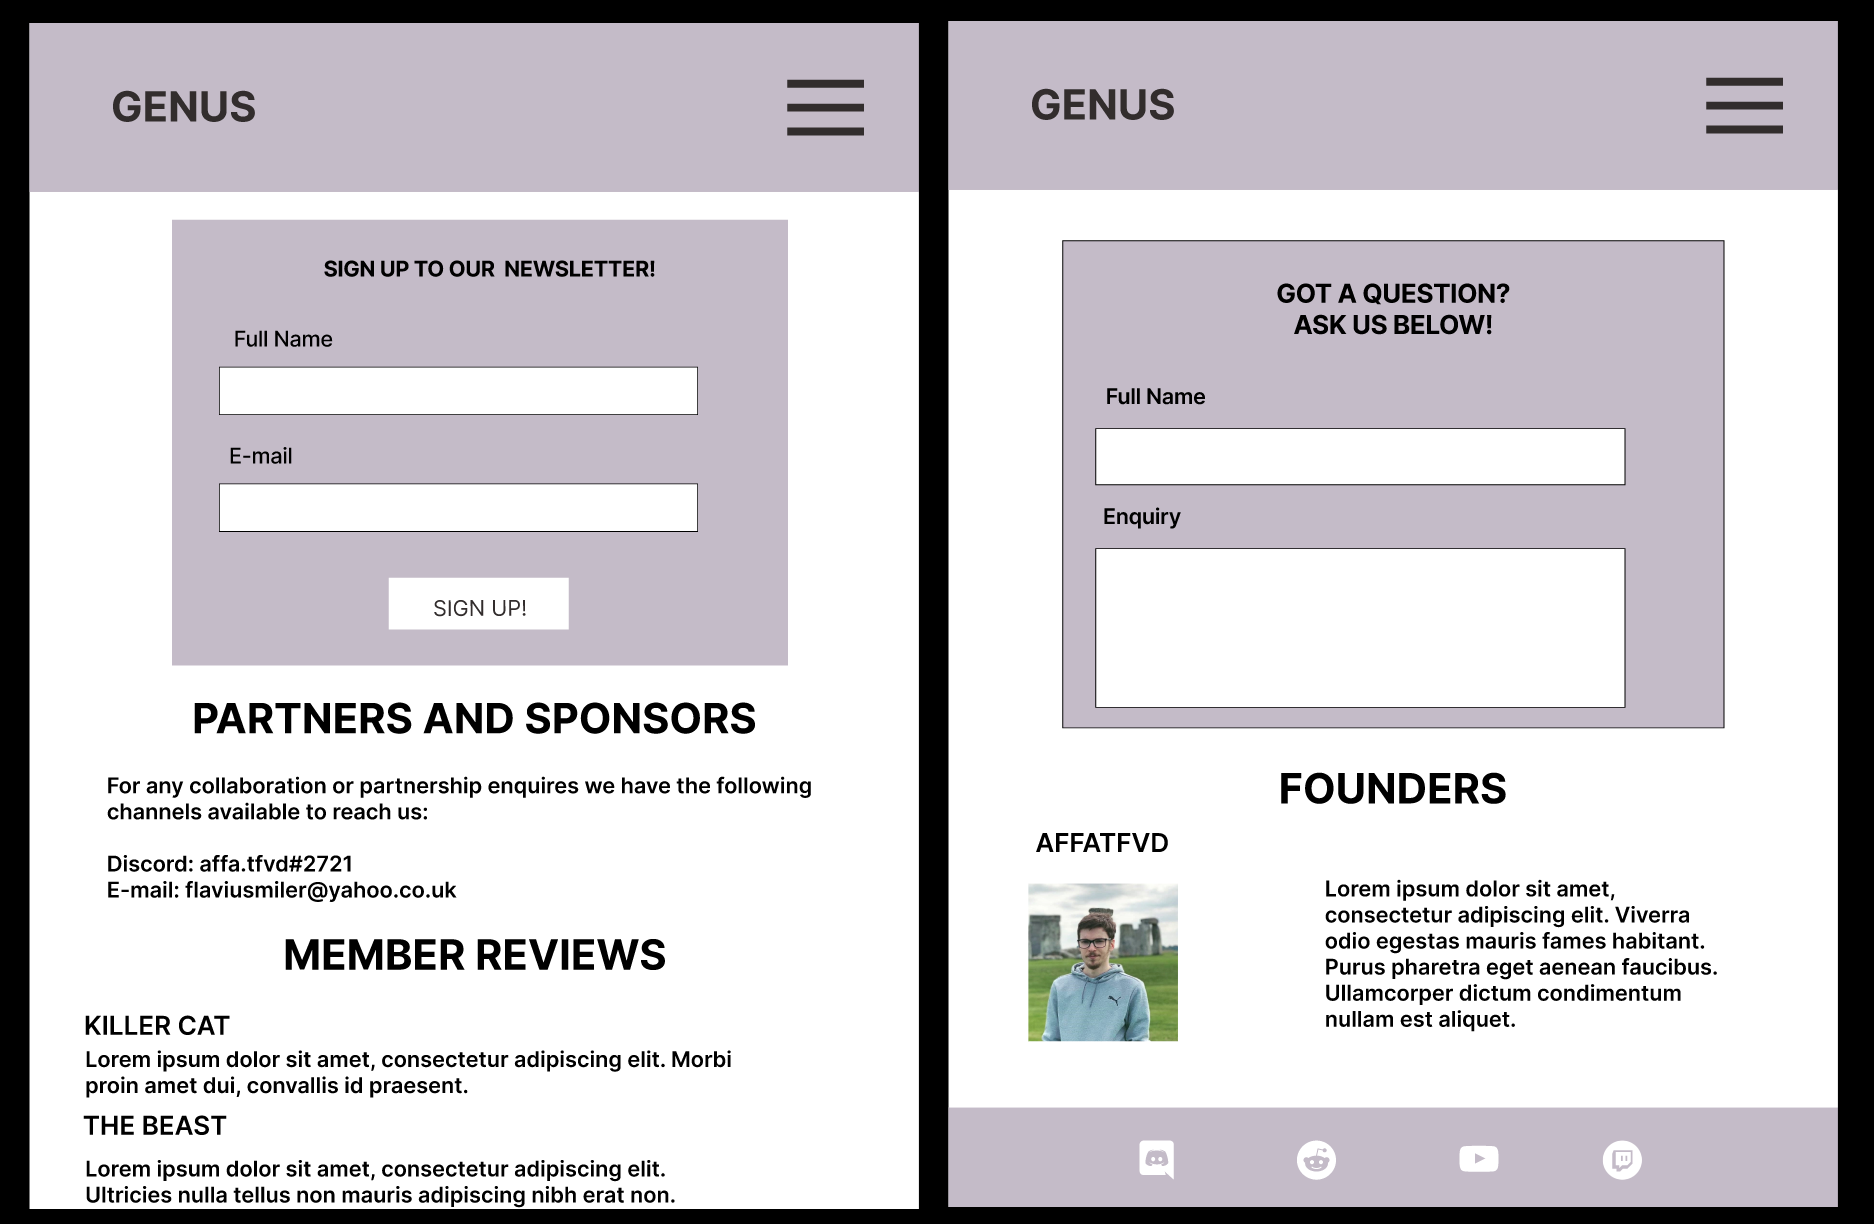 GENUS
SIGN UP TO OUR NEWSLETTER!
Full Name
E-mail
SIGN UP!
PARTNERS AND SPONSORS
For any collaboration or partnership enquires we have the following
channels available to reach us:
Discord: affa.tfvd#2721
E-mail: flaviusmiler@yahoo.co.uk
MEMBER REVIEWS
KILLER CAT
Lorem ipsum dolor sit amet, consectetur adipiscing elit. Morbi
proin amet dui, convallis id praesent.
THE BEAST
Lorem ipsum dolor sit amet, consectetur adipiscing elit.
Ultricies nulla tellus non mauris adipiscing nibh erat non.
GENUS
GOT A QUESTION?
ASK US BELOW!
Full Name
Enquiry
FOUNDERS
AFFATFVD
Lorem ipsum dolor sit amet,
consectetur adipiscing elit. Viverra
odio egestas mauris fames habitant.
Purus pharetra eget aenean faucibus.
Ullamcorper dictum condimentum
nullam est aliquet.